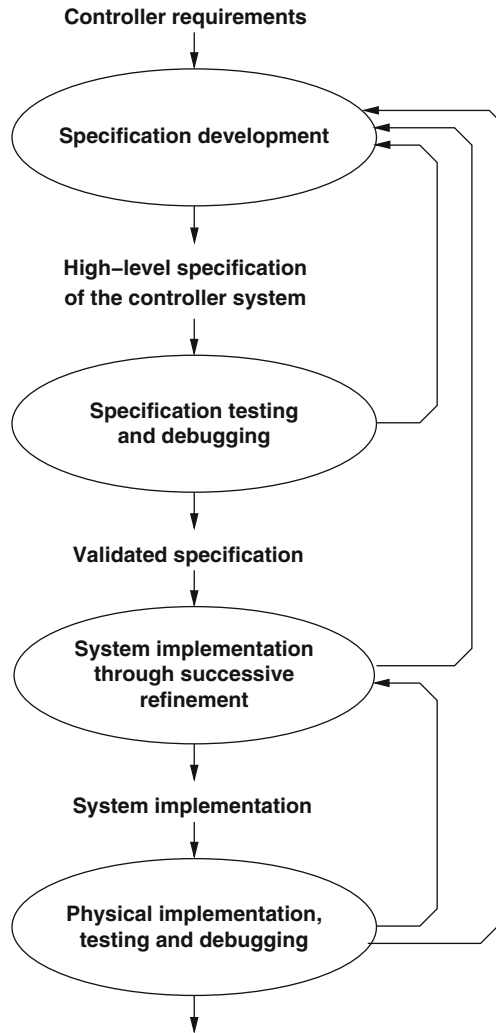 Controller requirements
Specification development
High–level specification
of the controller system
Specification testing
and debugging
Validated specification
System implementation
through successive
refinement
System implementation
Physical implementation,
testing and debugging